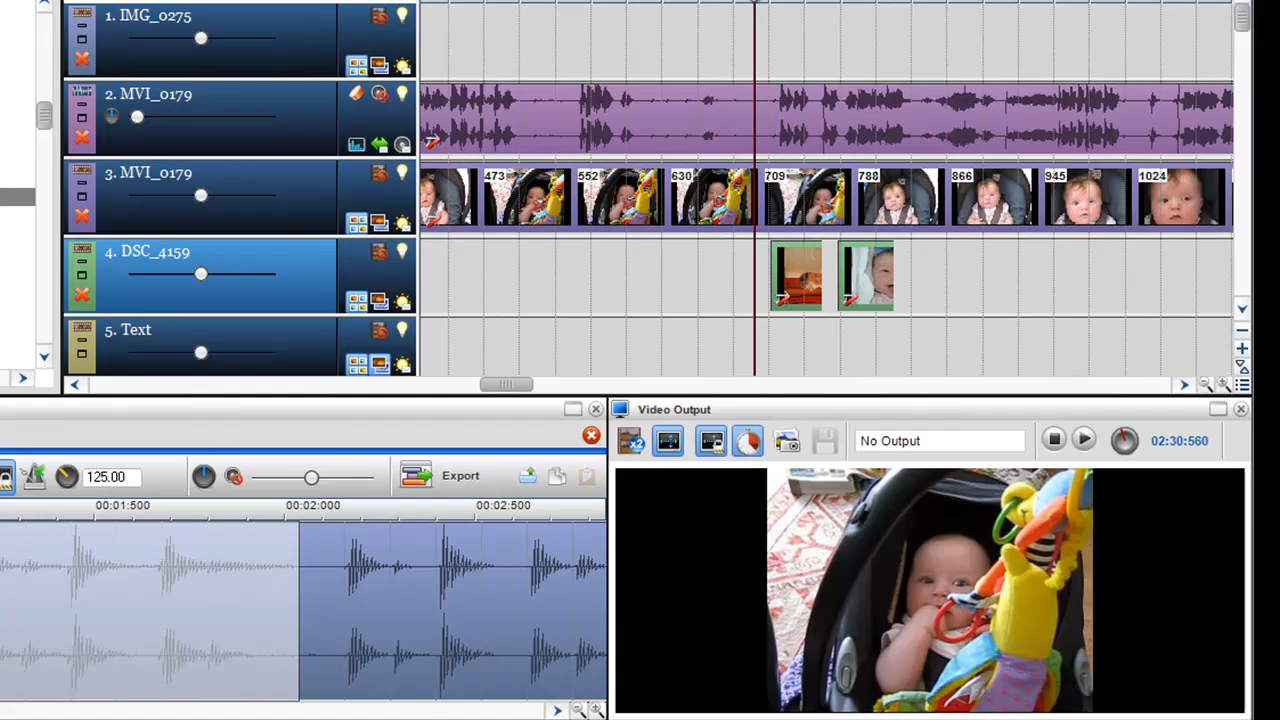 1. IMG_0275
2. MVI_0179
3. MVI_0179
473 552 630 709 788 866 945 1024
4. DSC_4159
5. Text
Video Output
x2
No Output
02:30:560
125.00
Export
00:01:500 00:02:000 00:02:500